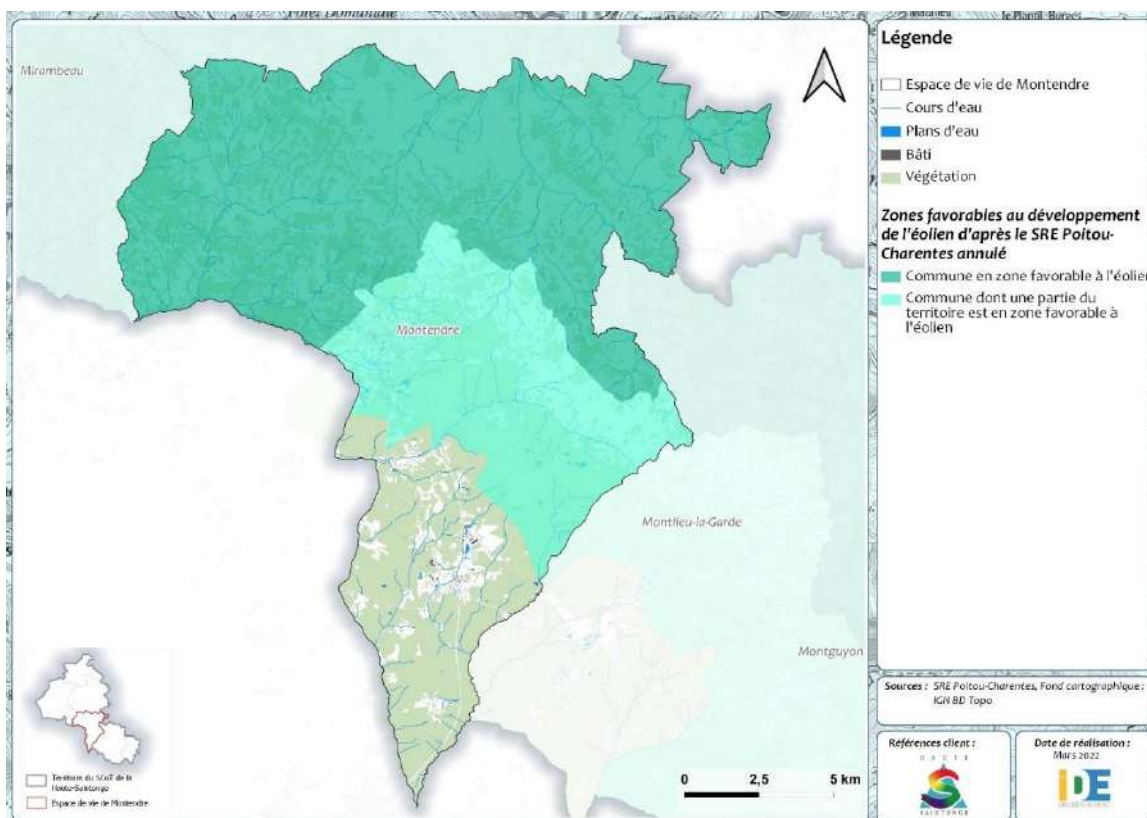 Mirambeau
Montendre
Montlieu-la-Garde
Montguyon
Légende
Espace de vie de Montendre
Cours d'eau
Plans d'eau
Bâti
Végétation
Zones favorables au développement
de l'éolien d'après le SRE Poitou-
Charentes annulé
Commune en zone favorable à l'éolien
Commune dont une partie du
territoire est en zone favorable à
l'éolien
Sources : SRE Poitou-Charentes, Fond cartographique :
IGN BD Topo
Références client :
HAUTE
SAINTONGE
Date de réalisation :
Mars 2022
IDE
Territoire du SCoT de la
Haute-Saintonge
Espace de vie de Montendre
0 2,5 5 km